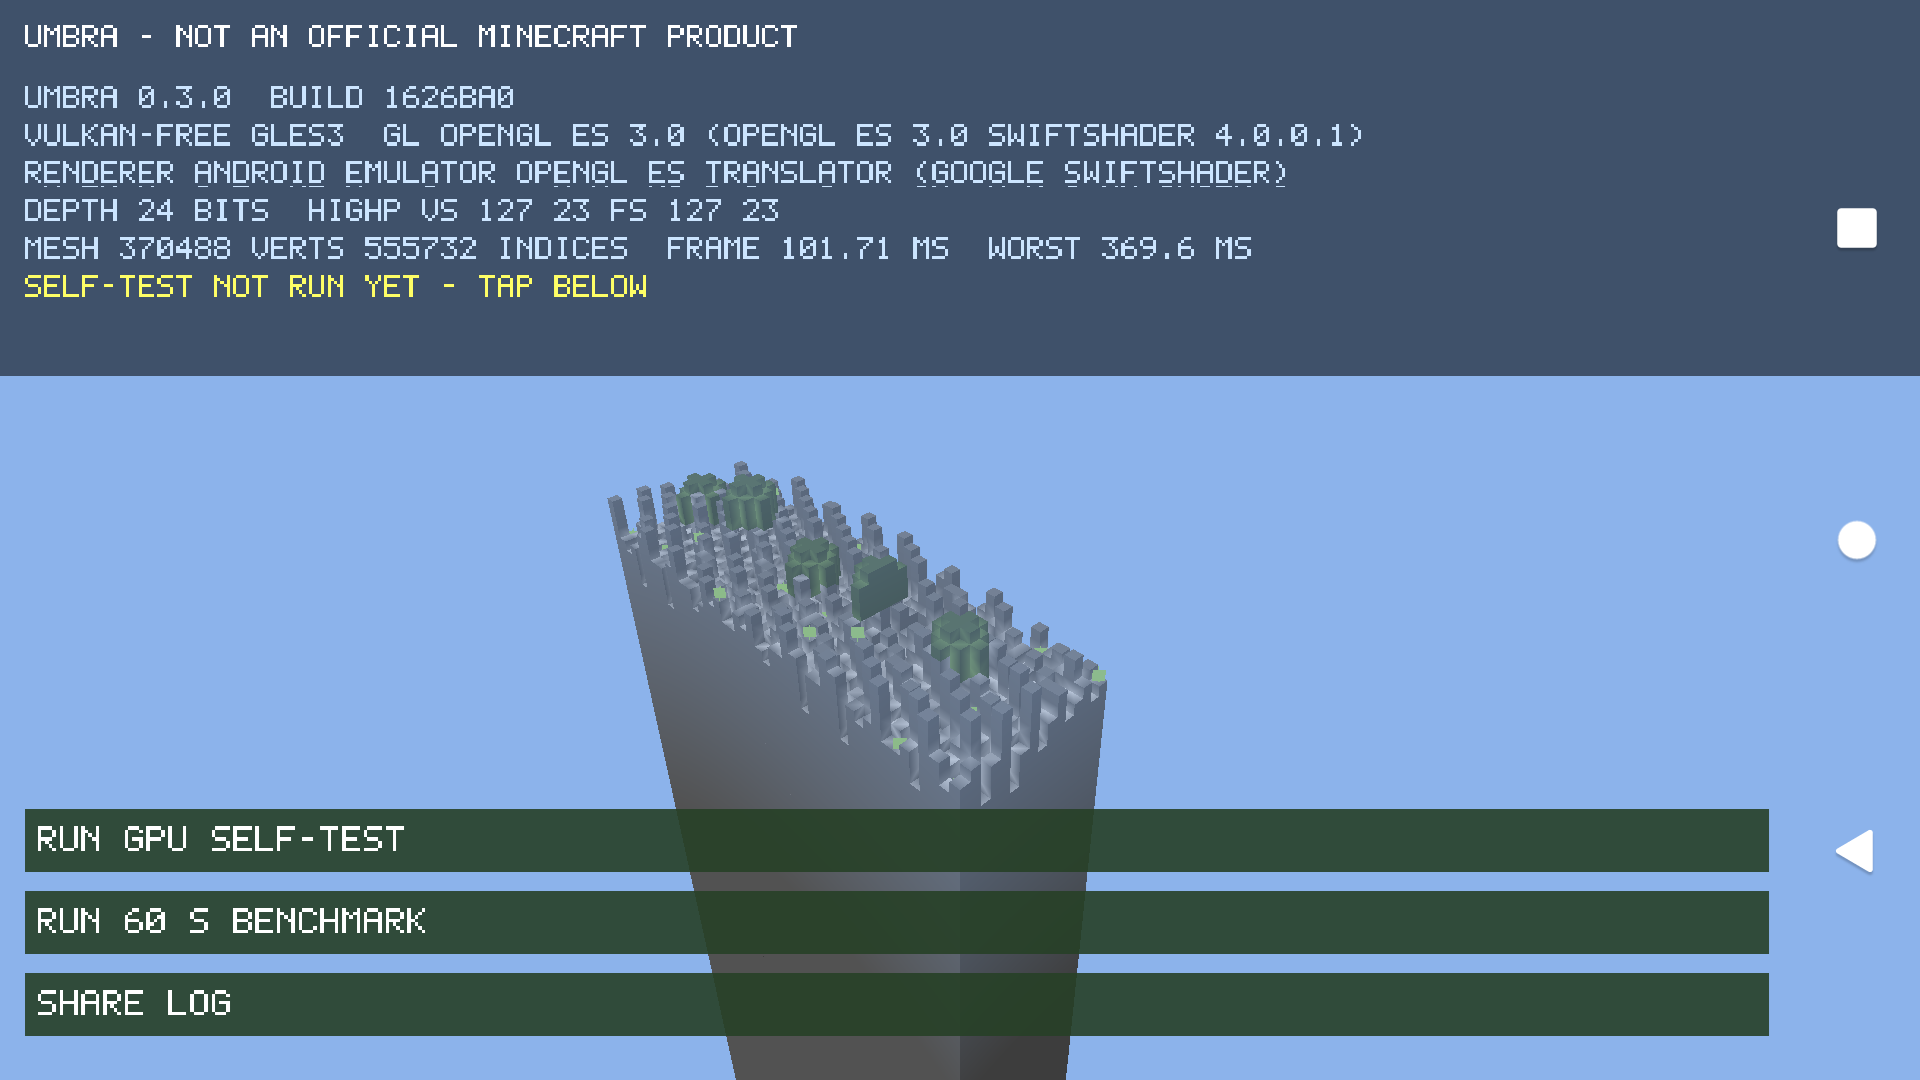 UMBRA - NOT AN OFFICIAL MINECRAFT PRODUCT
UMBRA 0.3.0  BUILD 1626BA0
VULKAN-FREE GLES3  GL OPENGL ES 3.0 (OPENGL ES 3.0 SWIFTSHADER 4.0.0.1)
RENDERER ANDROID EMULATOR OPENGL ES TRANSLATOR (GOOGLE SWIFTSHADER)
DEPTH 24 BITS  HIGHP VS 127 23 FS 127 23
MESH 370488 VERTS 555732 INDICES  FRAME 101.71 MS  WORST 369.6 MS
SELF-TEST NOT RUN YET - TAP BELOW
RUN GPU SELF-TEST
RUN 60 S BENCHMARK
SHARE LOG